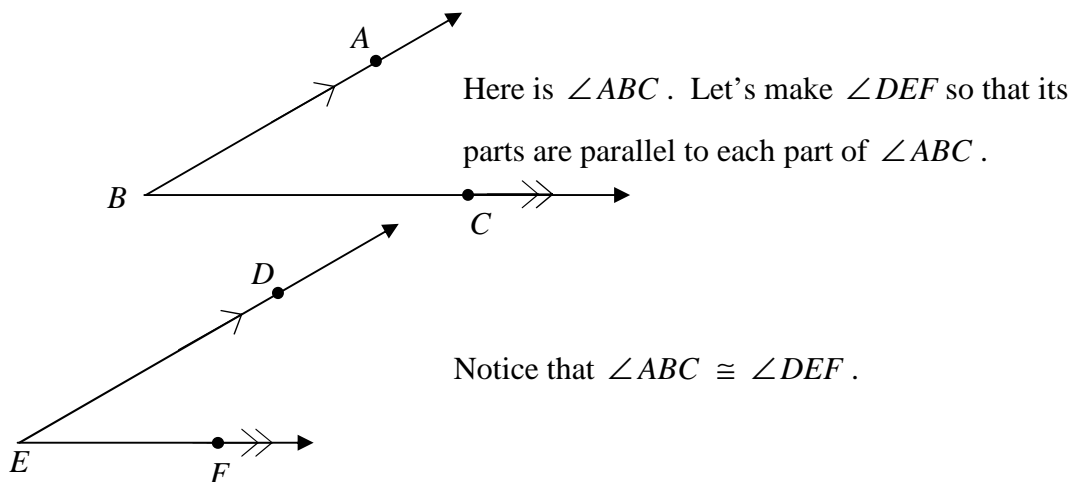 A
Here is ∠ABC . Let's make ∠DEF so that its
parts are parallel to each part of ∠ABC .
B
C
D
Notice that ∠ABC ≅ ∠DEF .
E
F